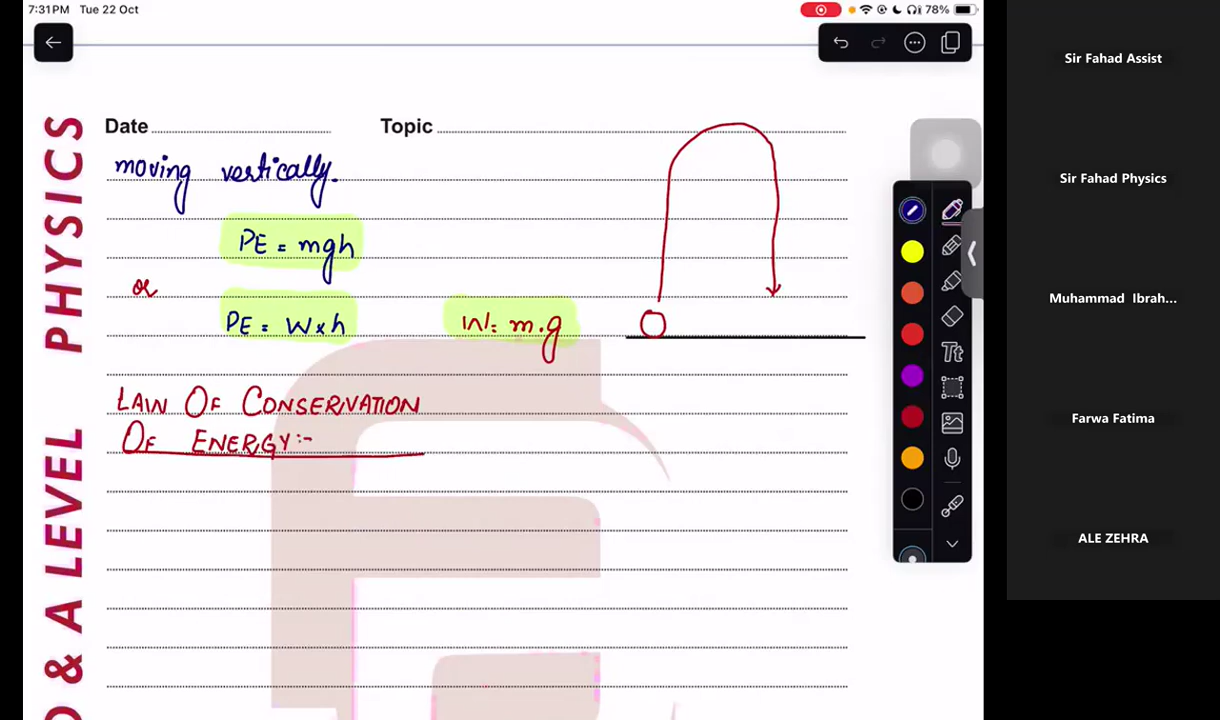 7:31PM Tue 22 Oct
78%
Date
Topic
moving vertically.
PE = mgh
or
PE = W×h
W= m.g
LAW OF CONSERVATION
OF ENERGY:-
O & A LEVEL PHYSICS
Tt
Sir Fahad Assist
Sir Fahad Physics
Muhammad Ibrah...
Farwa Fatima
ALE ZEHRA